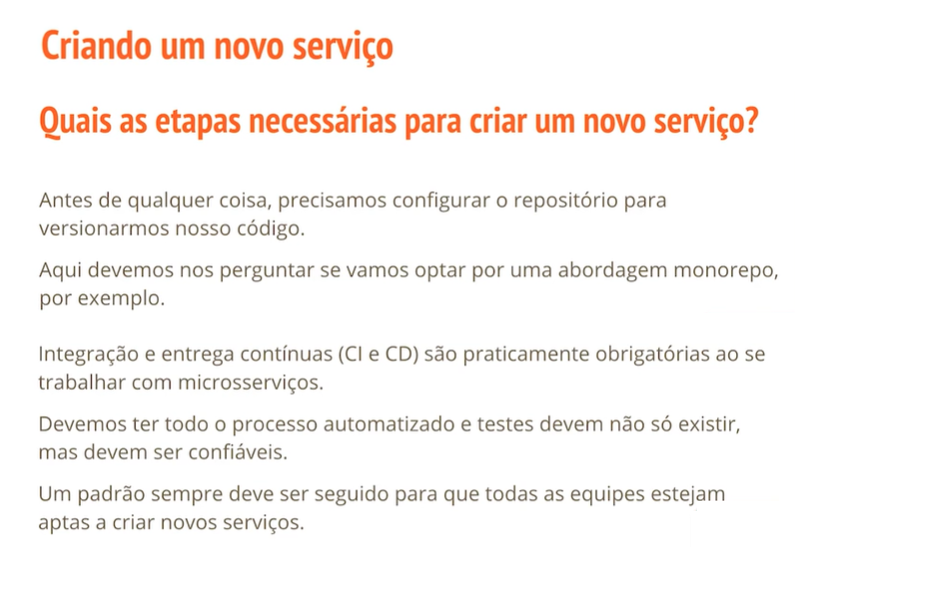 Criando um novo serviço
Quais as etapas necessárias para criar um novo serviço?
Antes de qualquer coisa, precisamos configurar o repositório para
versionarmos nosso código.
Aqui devemos nos perguntar se vamos optar por uma abordagem monorepo,
por exemplo.
Integração e entrega contínuas (CI e CD) são praticamente obrigatórias ao se
trabalhar com microsserviços.
Devemos ter todo o processo automatizado e testes devem não só existir,
mas devem ser confiáveis.
Um padrão sempre deve ser seguido para que todas as equipes estejam
aptas a criar novos serviços.